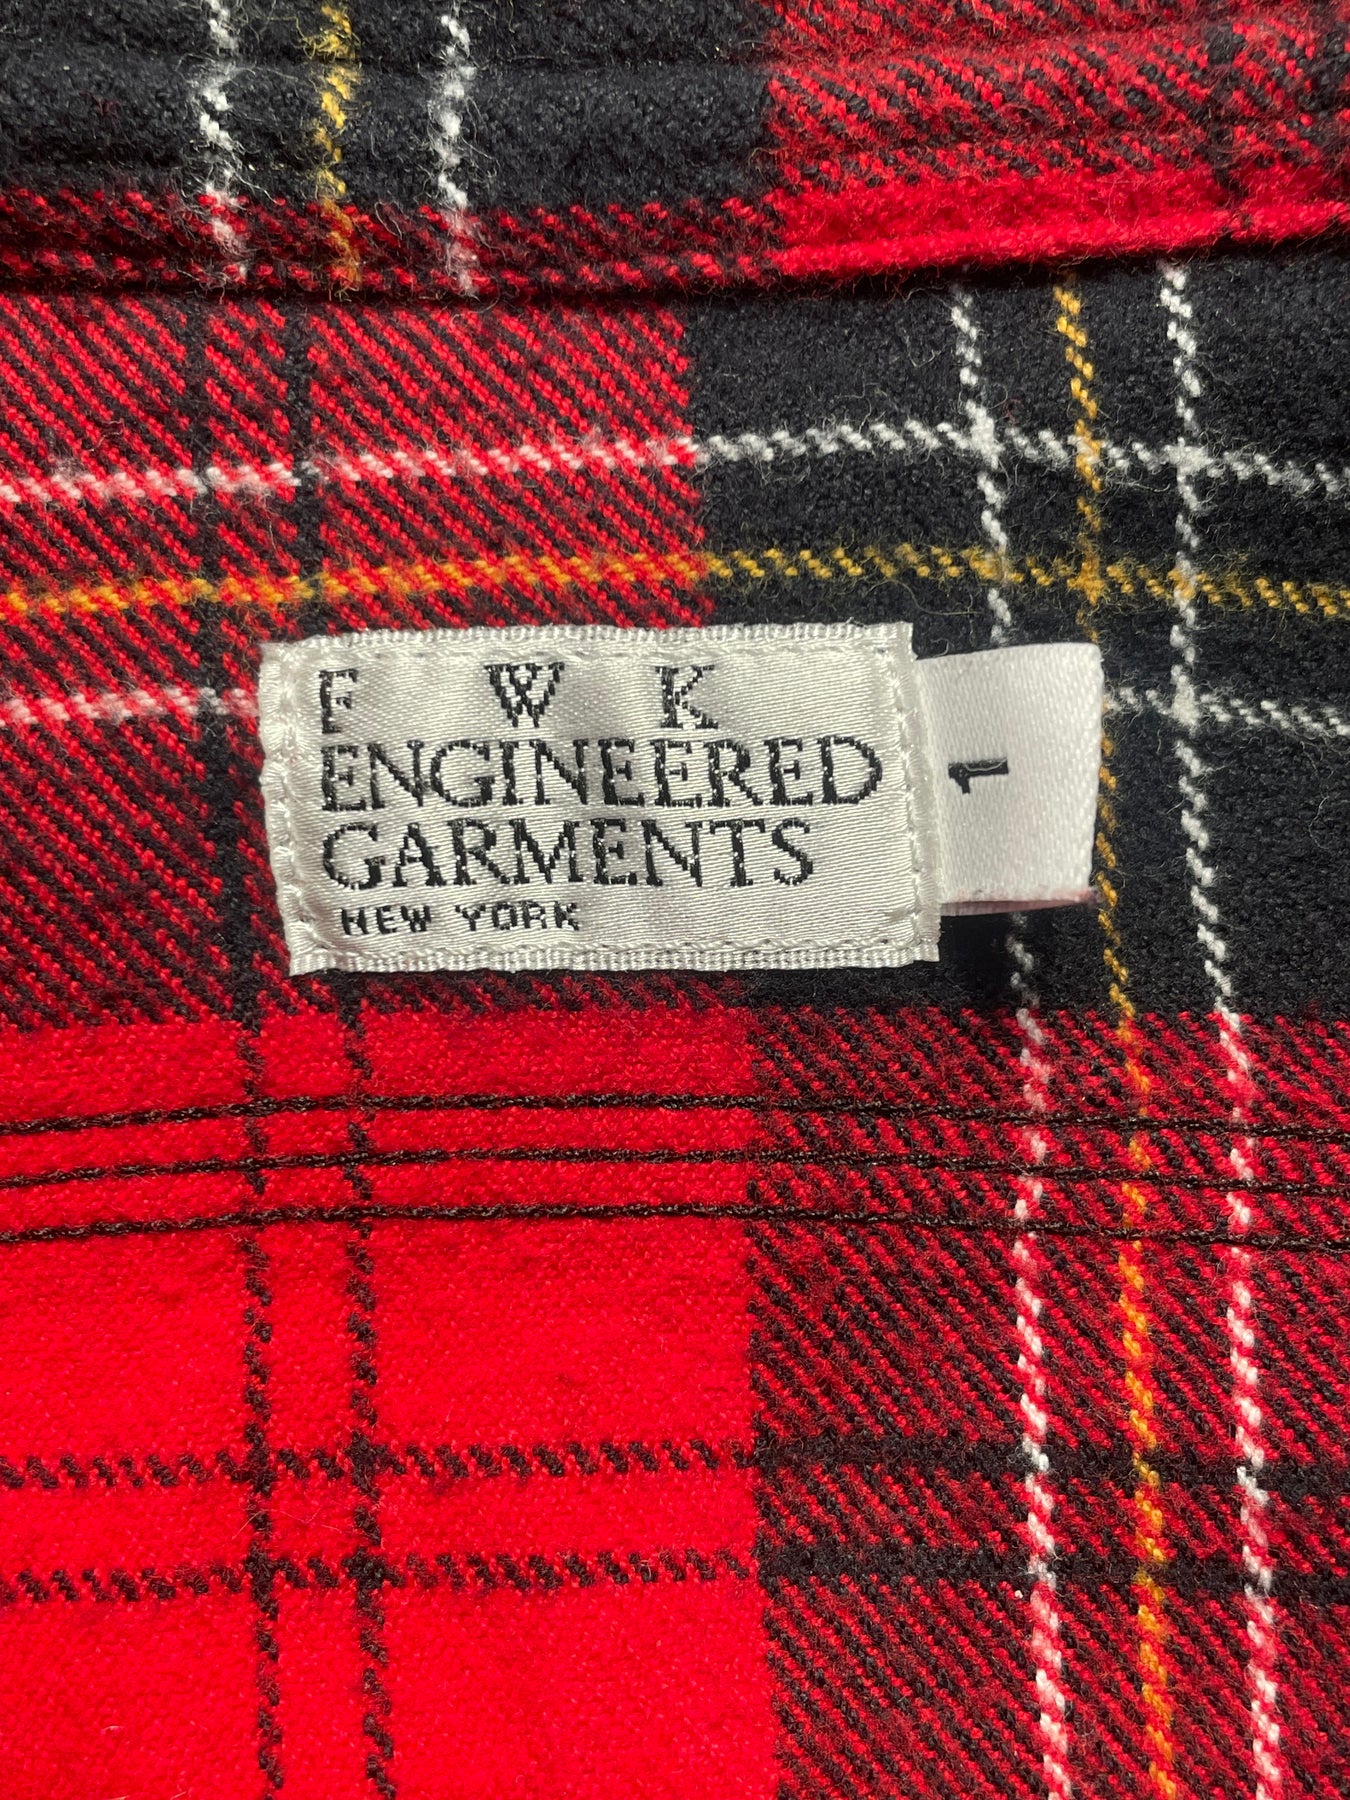 F W K
ENGINEERED
GARMENTS
NEW YORK
1